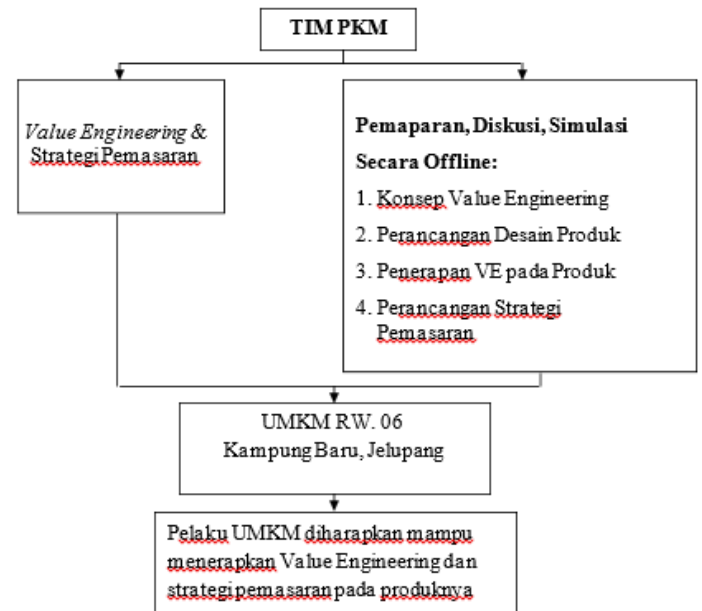 TIM PKM
Value Engineering &
Strategi Pemasaran
Pemaparan, Diskusi, Simulasi
Secara Offline:
1. Konsep Value Engineering
2. Perancangan Desain Produk
3. Penerapan VE pada Produk
4. Perancangan Strategi
Pemasaran
UMKM RW. 06
Kampung Baru, Jelupang
Pelaku UMKM diharapkan mampu
menerapkan Value Engineering dan
strategi pemasaran pada produknya